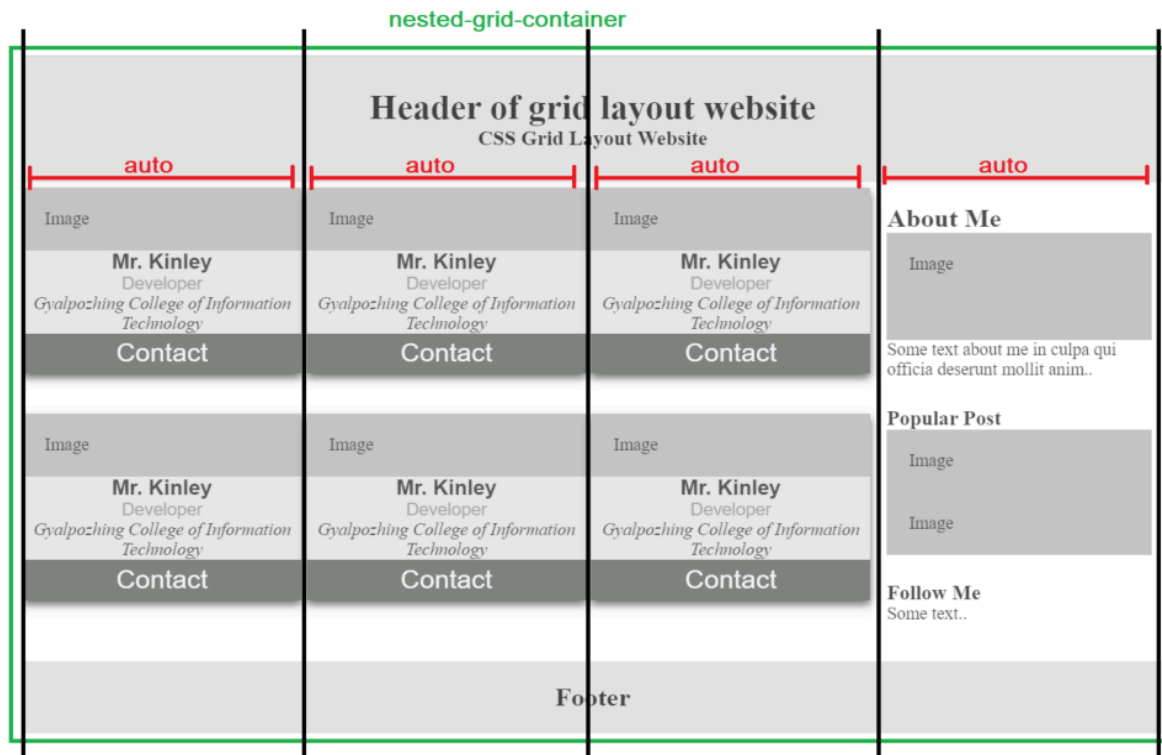 nested-grid-container
Header of grid layout website
CSS Grid Layout Website
auto
auto
auto
auto
Image
Mr. Kinley
Developer
Gyalpozhing College of Information
Technology
Contact
Image
Mr. Kinley
Developer
Gyalpozhing College of Information
Technology
Contact
Image
Mr. Kinley
Developer
Gyalpozhing College of Information
Technology
Contact
Image
Mr. Kinley
Developer
Gyalpozhing College of Information
Technology
Contact
Image
Mr. Kinley
Developer
Gyalpozhing College of Information
Technology
Contact
Image
Mr. Kinley
Developer
Gyalpozhing College of Information
Technology
Contact
About Me
Image
Some text about me in culpa qui
officia deserunt mollit anim..
Popular Post
Image
Image
Follow Me
Some text..
Footer